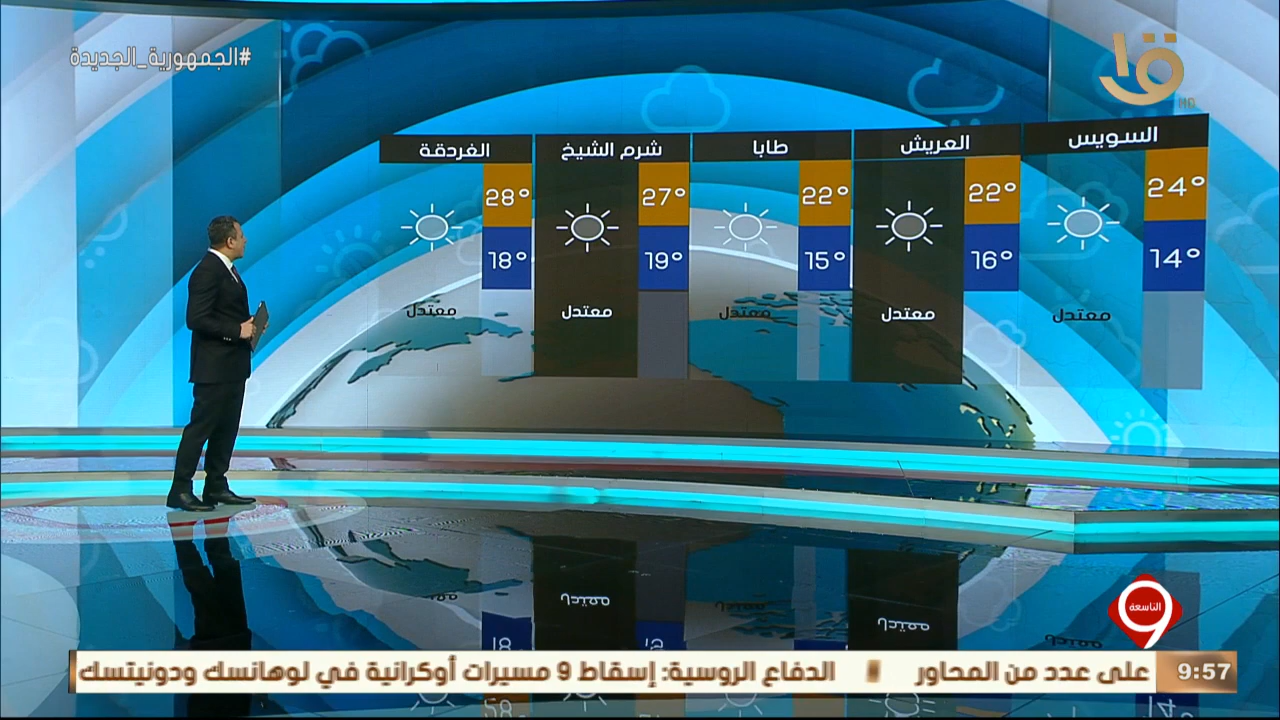 #الجمهورية_الجديدة
HD
السويس
24°
14°
معتدل
العريش
22°
16°
معتدل
طابا
22°
15°
معتدل
شرم الشيخ
27°
19°
معتدل
الغردقة
28°
18°
معتدل
التاسعة
9
9:57
على عدد من المحاور
الدفاع الروسية: إسقاط 9 مسيرات أوكرانية في لوهانسك ودونيتسك